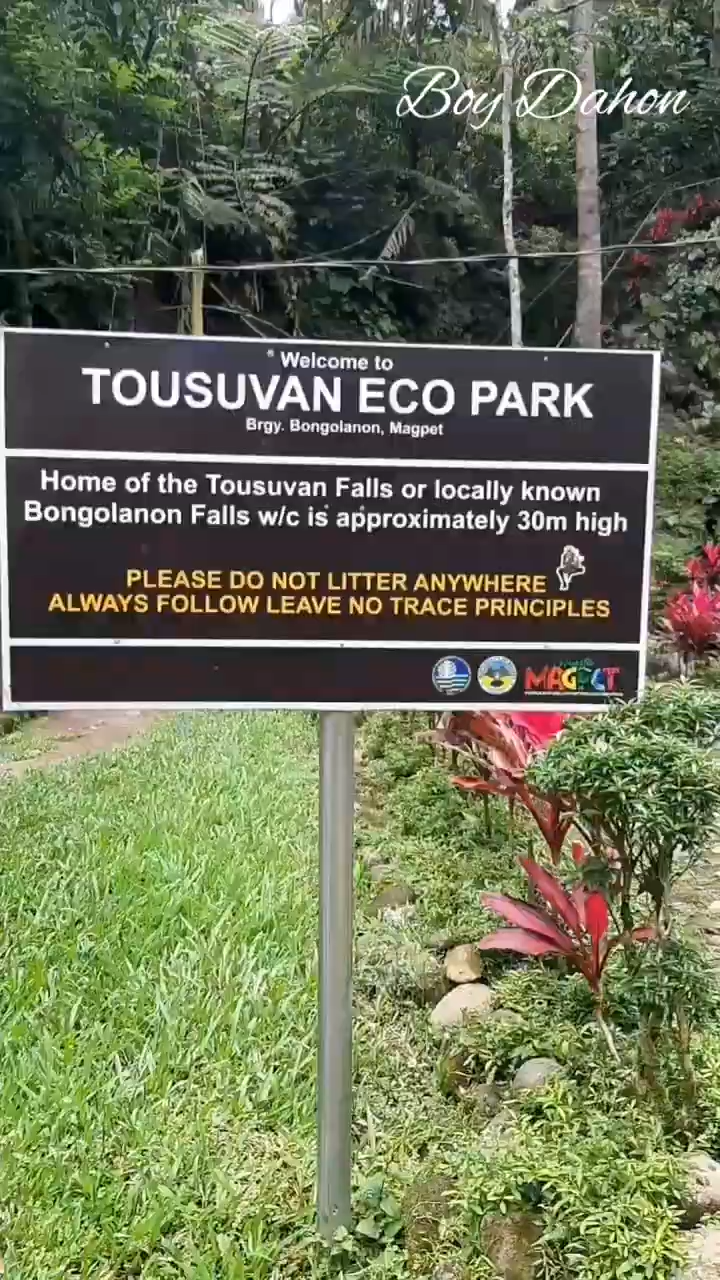 Boy Dahon
Welcome to
TOUSUVAN ECO PARK
Brgy. Bongolanon, Magpet
Home of the Tousuvan Falls or locally known
Bongolanon Falls w/c is approximately 30m high
PLEASE DO NOT LITTER ANYWHERE
ALWAYS FOLLOW LEAVE NO TRACE PRINCIPLES
MAGPET